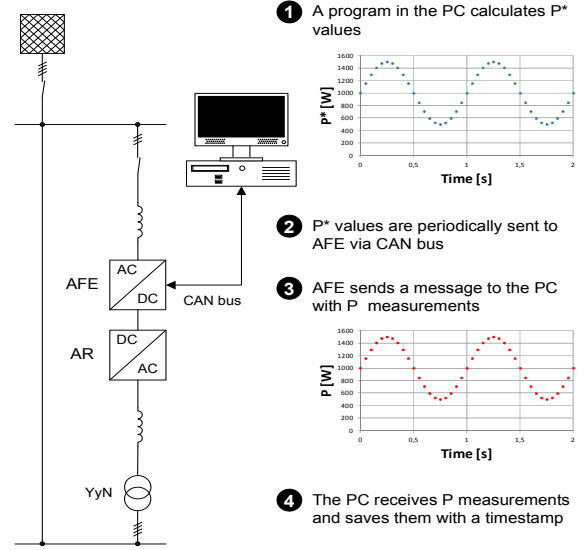 1 A program in the PC calculates P*
values
P* [W]
1600
1400
1200
1000
800
600
400
200
0
0 0,5 1 1,5 2
Time [s]
2 P* values are periodically sent to
AFE via CAN bus
AFE
AC
DC
CAN bus
3 AFE sends a message to the PC
with P measurements
AR
DC
AC
P [W]
1600
1400
1200
1000
800
600
400
200
0
0 0,5 1 1,5 2
Time [s]
YyN
4 The PC receives P measurements
and saves them with a timestamp